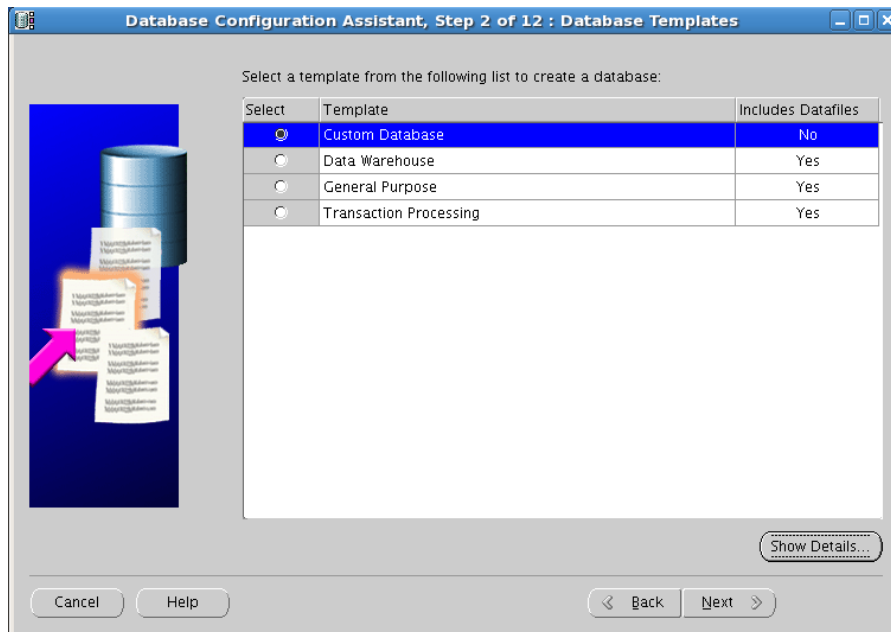 Database Configuration Assistant, Step 2 of 12 : Database Templates
Select a template from the following list to create a database:
Select Template Includes Datafiles
Custom Database No
Data Warehouse Yes
General Purpose Yes
Transaction Processing Yes
Show Details...
Cancel Help Back Next